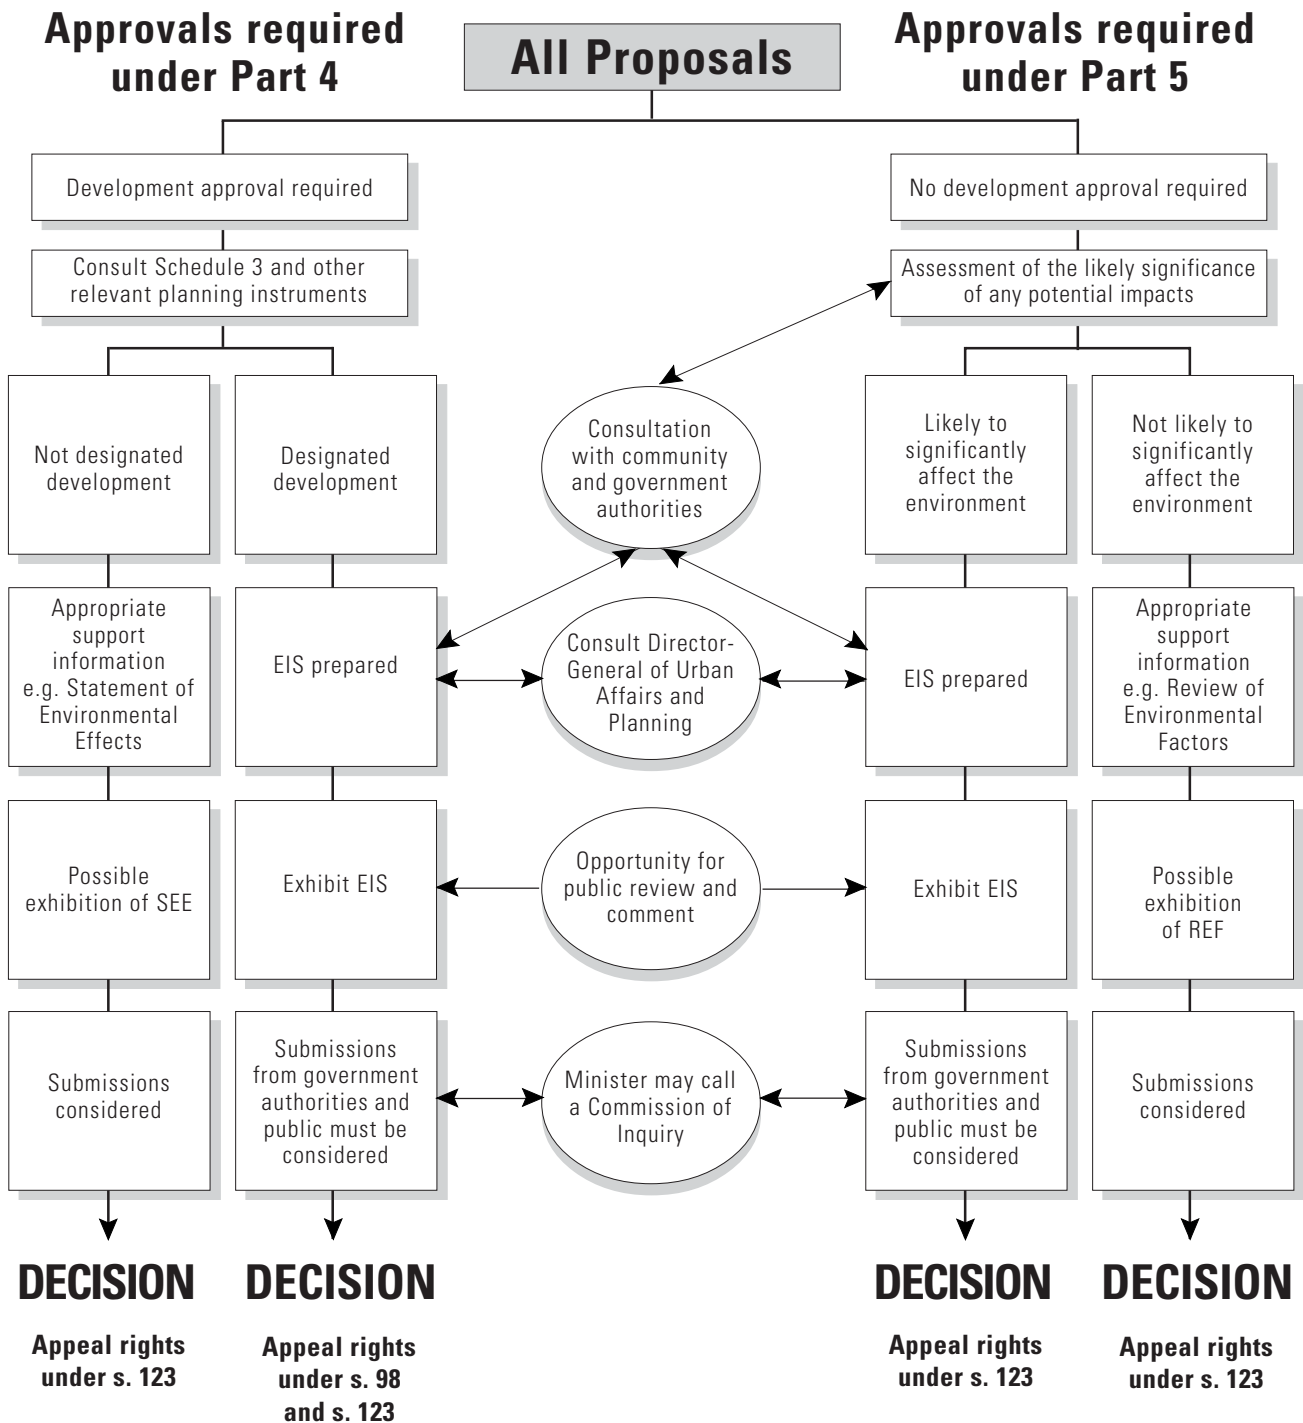 Approvals required
under Part 4
All Proposals
Approvals required
under Part 5
Development approval required
No development approval required
Consult Schedule 3 and other
relevant planning instruments
Assessment of the likely significance
of any potential impacts
Not designated
development
Designated
development
Consultation
with community
and government
authorities
Likely to
significantly
affect the
environment
Not likely to
significantly
affect the
environment
Appropriate
support
information
e.g. Statement of
Environmental
Effects
EIS prepared
Consult Director-
General of Urban
Affairs and
Planning
EIS prepared
Appropriate
support
information
e.g. Review of
Environmental
Factors
Possible
exhibition of SEE
Exhibit EIS
Opportunity for
public review and
comment
Exhibit EIS
Possible
exhibition
of REF
Submissions
considered
Submissions
from government
authorities and
public must be
considered
Minister may call
a Commission of
Inquiry
Submissions
from government
authorities and
public must be
considered
Submissions
considered
DECISION
DECISION
DECISION
DECISION
Appeal rights
under s. 123
Appeal rights
under s. 98
and s. 123
Appeal rights
under s. 123
Appeal rights
under s. 123